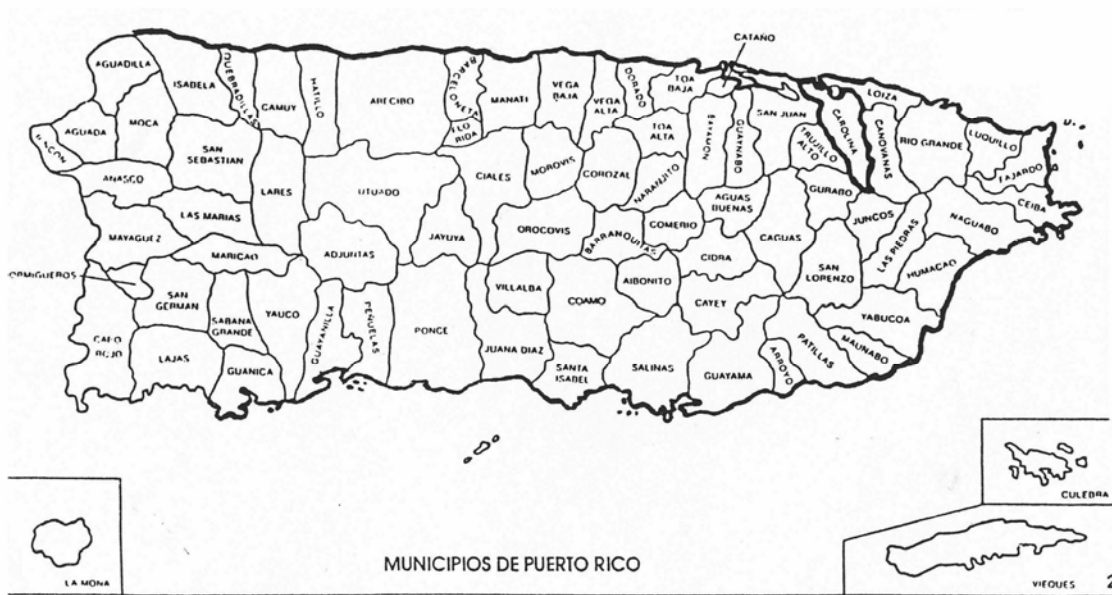 CATAÑO
AGUADILLA
ISABELA
QUEBRADILLAS
CAMUY
HATILLO
ARECIBO
BARCELONETA
MANATI
VEGA
BAJA
VEGA
ALTA
DORADO
TOA
BAJA
SAN JUAN
LOIZA
AGUADA
MOCA
SAN
SEBASTIAN
FLO
RIDA
TOA
ALTA
BAYAMON
GUAYNABO
TRUJILLO
ALTO
CAROLINA
CANOVANAS
RIO GRANDE
LUQUILLO
FAJARDO
RINCON
AÑASCO
LARES
UTUADO
CIALES
MOROVIS
COROZAL
NARANJITO
AGUAS
BUENAS
GURABO
CEIBA
LAS MARIAS
MAYAGUEZ
MARICAO
ADJUNTAS
JAYUYA
OROCOVIS
BARRANQUITAS
COMERIO
CIDRA
CAGUAS
JUNCOS
LAS PIEDRAS
NAGUABO
HUMACAO
ORMIGUEROS
SAN
GERMAN
SABANA
GRANDE
YAUCO
GUAYANILLA
PEÑUELAS
PONCE
VILLALBA
COAMO
AIBONITO
CAYEY
SAN
LORENZO
YABUCOA
CABO
ROJO
LAJAS
GUANICA
JUANA DIAZ
SANTA
ISABEL
SALINAS
GUAYAMA
ARROYO
PATILLAS
MAUNABO
CULEBRA
LA MONA
MUNICIPIOS DE PUERTO RICO
VIEQUES
2